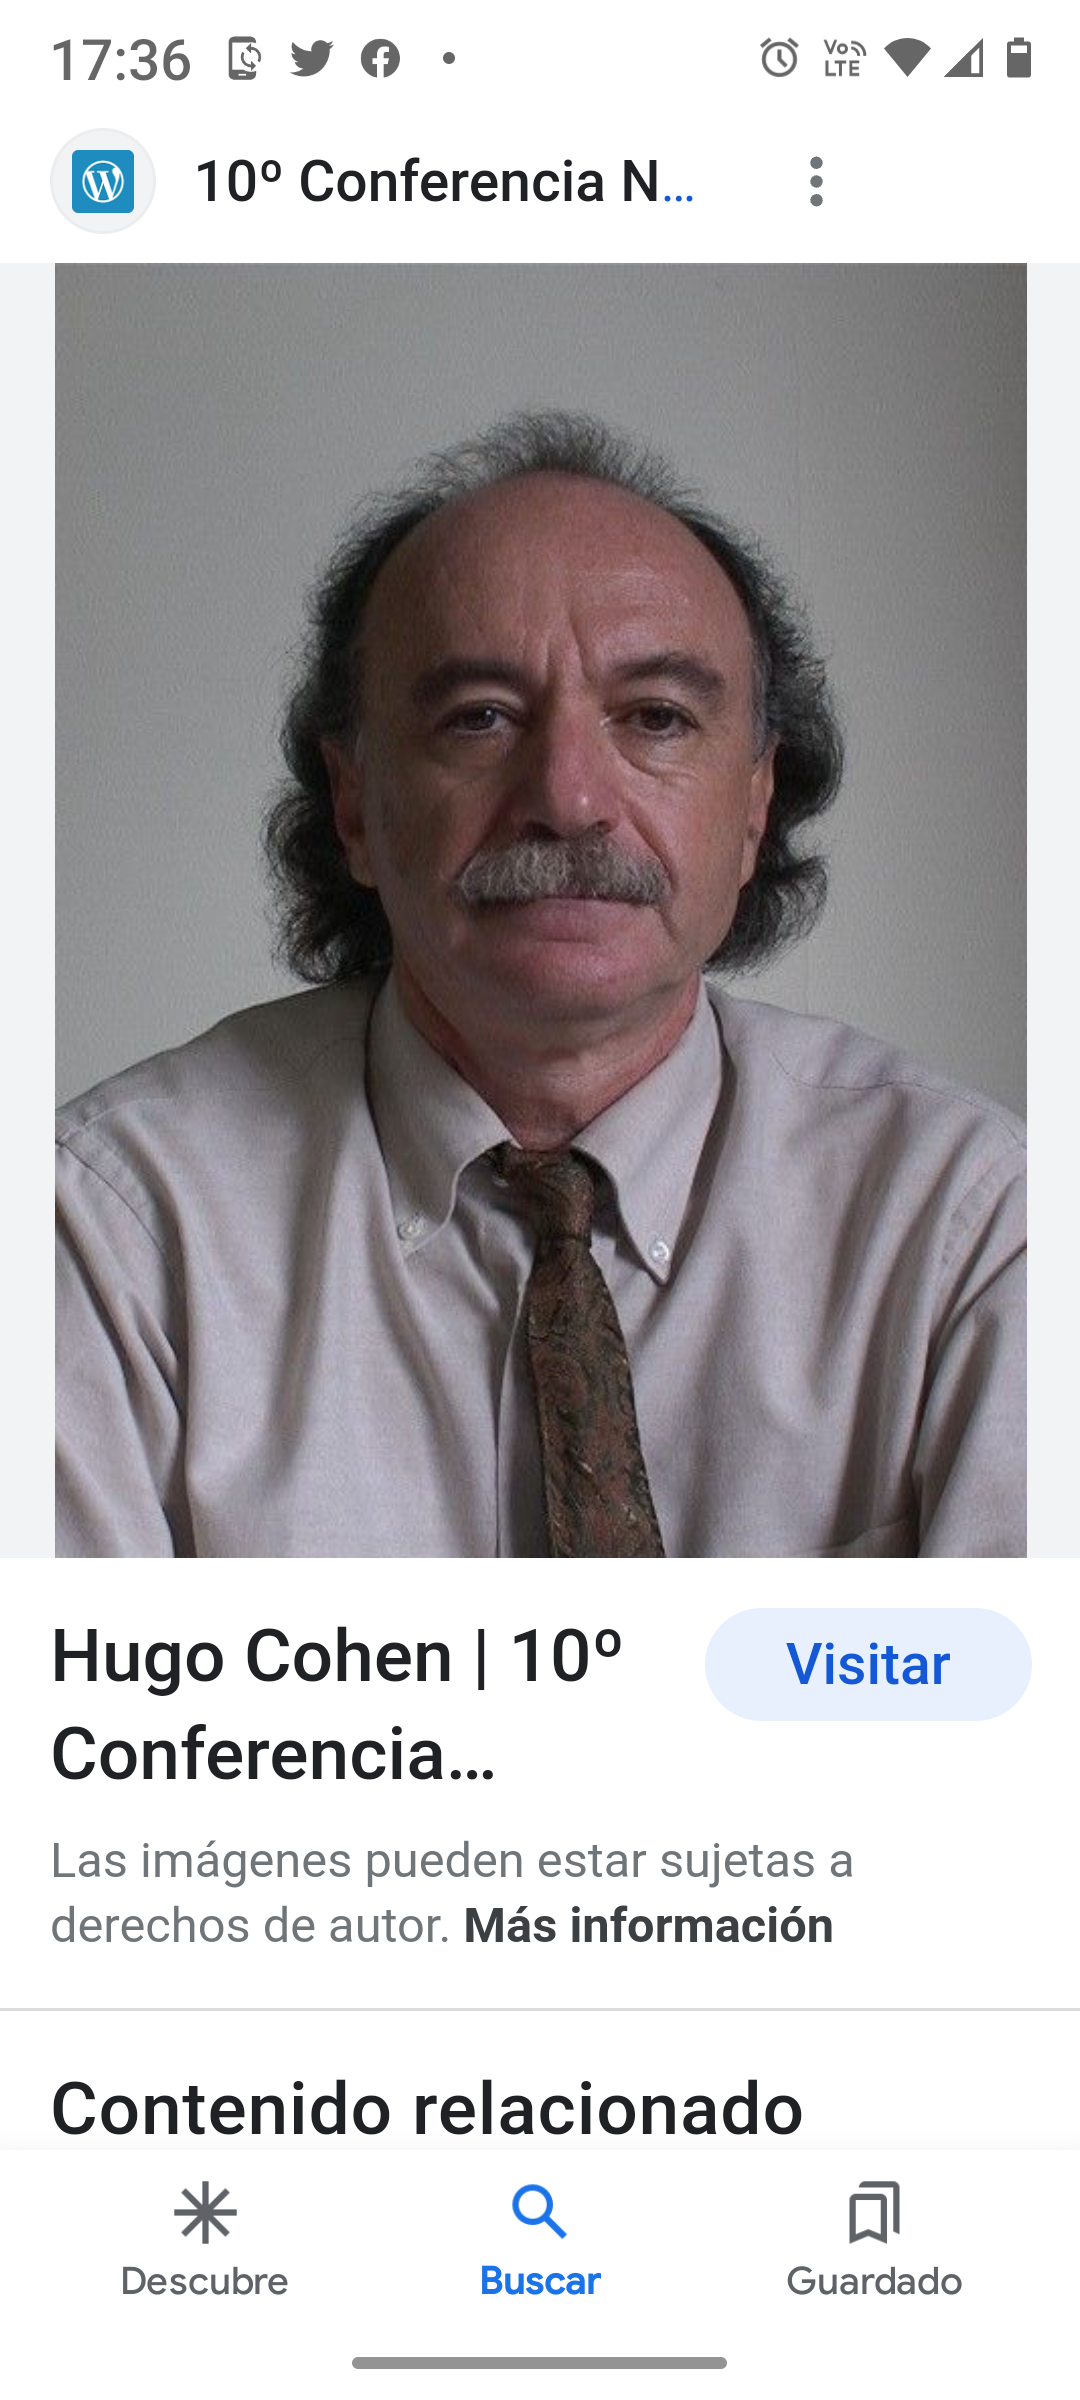 17:36
Vo LTE
10º Conferencia N...
Hugo Cohen | 10º
Conferencia...
Visitar
Las imágenes pueden estar sujetas a
derechos de autor. Más información
Contenido relacionado
Descubre
Buscar
Guardado